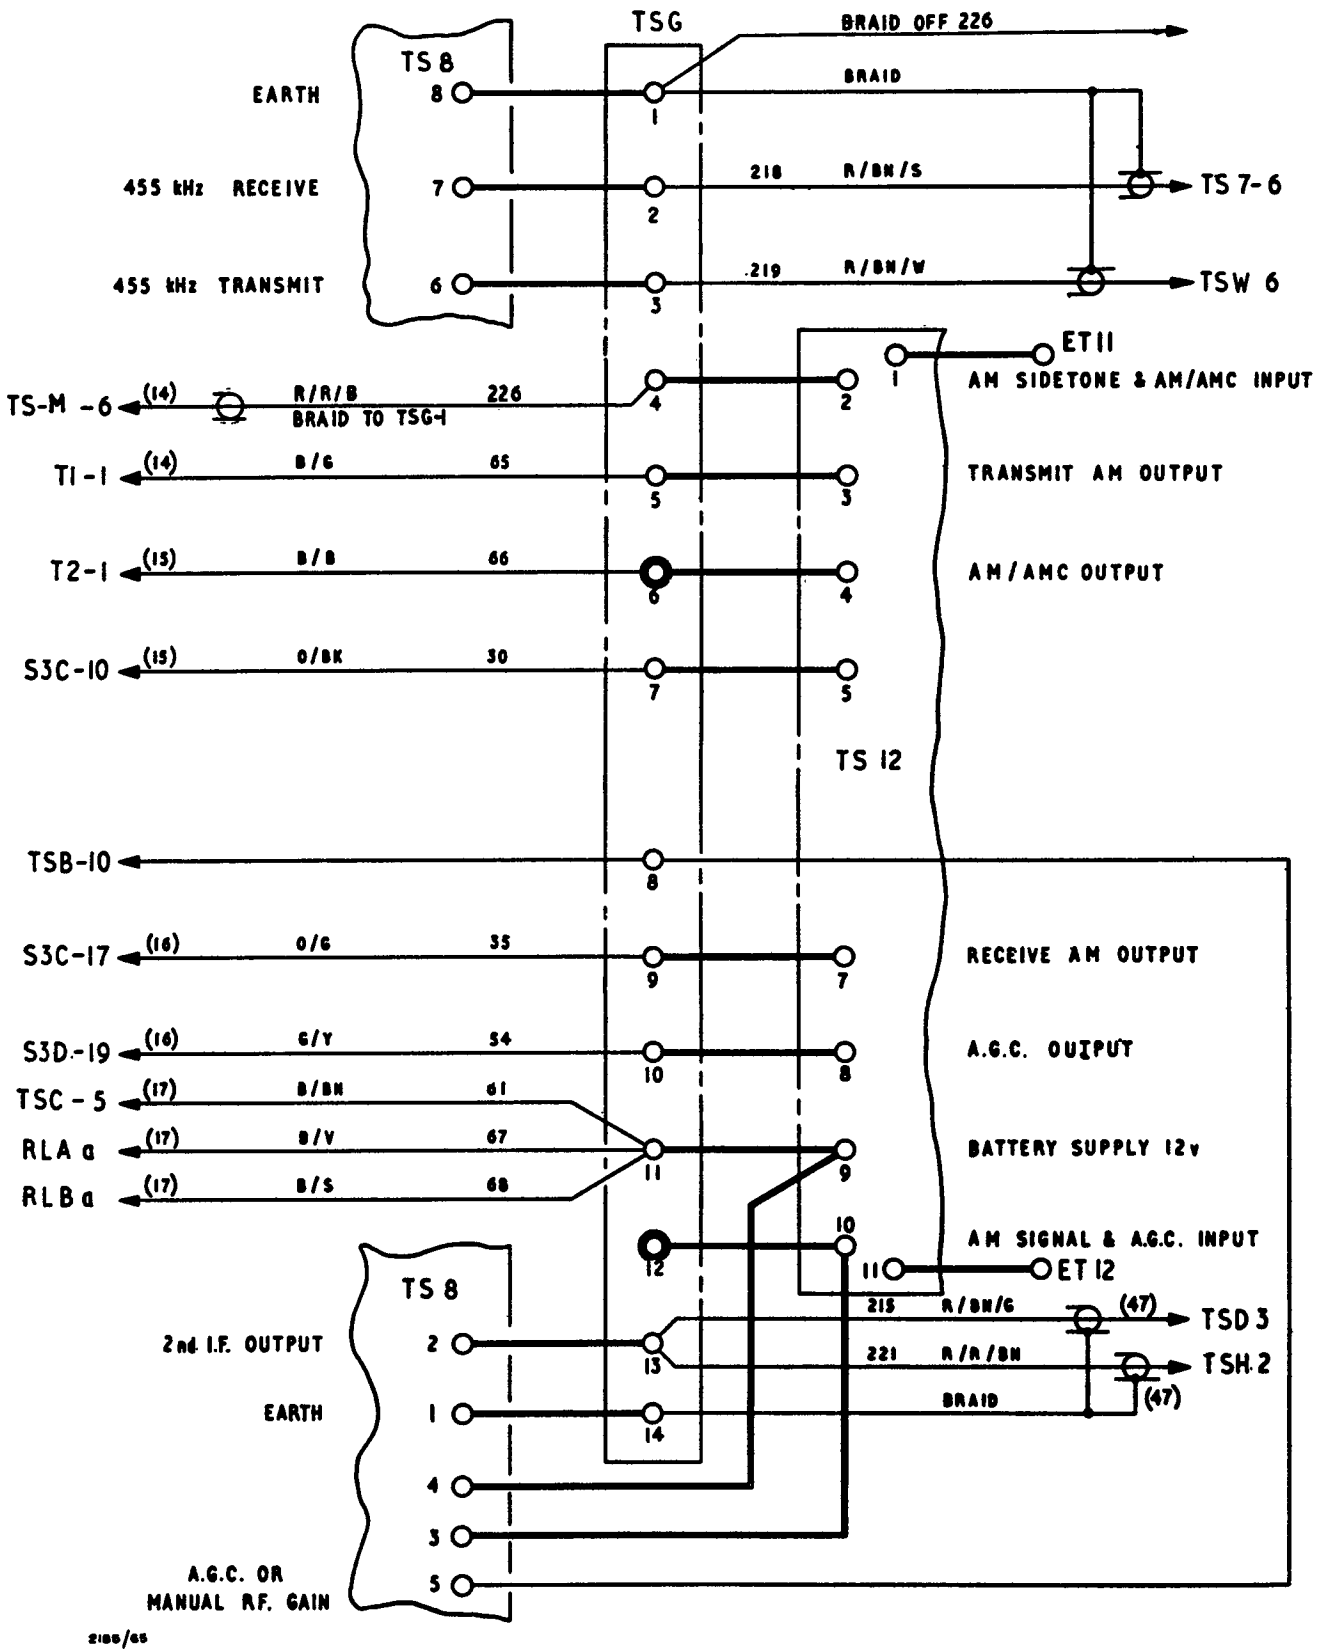 TSG
BRAID OFF 226
TS 8
EARTH 8 1 BRAID
455 kHz RECEIVE 7 2 218 R/BN/S TS 7-6
455 kHz TRANSMIT 6 3 219 R/BN/W TSW 6
1 ET11
TS-M -6 (14) R/R/B 226 4 2 AM SIDETONE & AM/AMC INPUT
BRAID TO TSG-1
T1-1 (14) B/G 65 5 3 TRANSMIT AM OUTPUT
T2-1 (15) B/B 66 6 4 AM/AMC OUTPUT
S3C-10 (15) O/BK 30 7 5
TS 12
TSB-10 8
S3C-17 (16) O/G 35 9 7 RECEIVE AM OUTPUT
S3D-19 (16) G/Y 54 10 8 A.G.C. OUTPUT
TSC-5 (17) B/BN 61
RLA a (17) B/V 67 11 9 BATTERY SUPPLY 12v
RLB a (17) B/S 68
12 10 AM SIGNAL & A.G.C. INPUT
11 ET 12
TS 8
215 R/BN/G (47) TSD 3
2nd I.F. OUTPUT 2 13
221 R/R/BN TSH.2
(47)
EARTH 1 14 BRAID
4
3
A.G.C. OR
MANUAL RF. GAIN 5